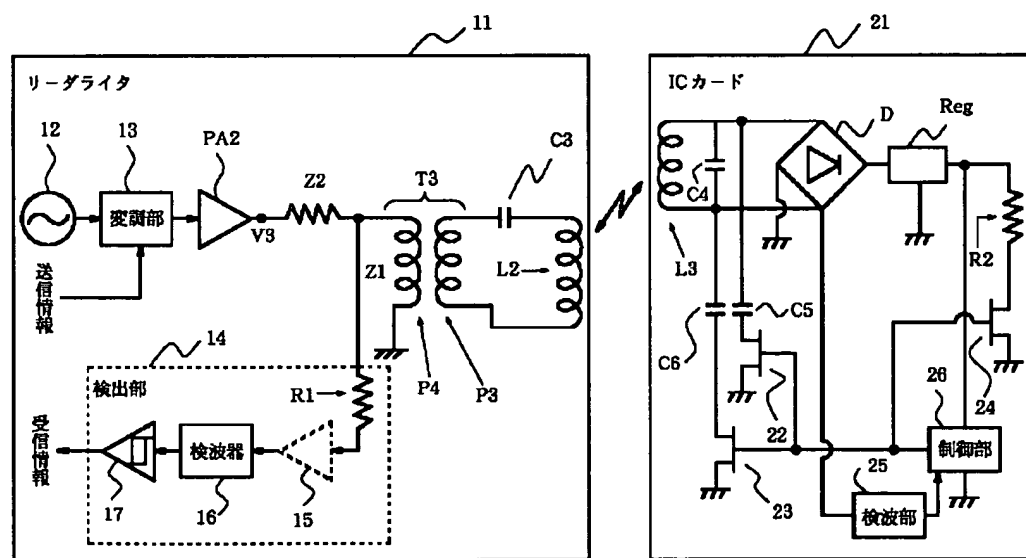 11
21
リーダライタ
ICカード
12
13
PA2
Z2
T3
C3
D
Reg
変調部
V3
Z1
L2
C4
L3
R2
送信情報
C6
C5
14
検出部
R1
P4
P3
22
24
26
受信情報
検波器
制御部
17
16
15
23
25
検波部